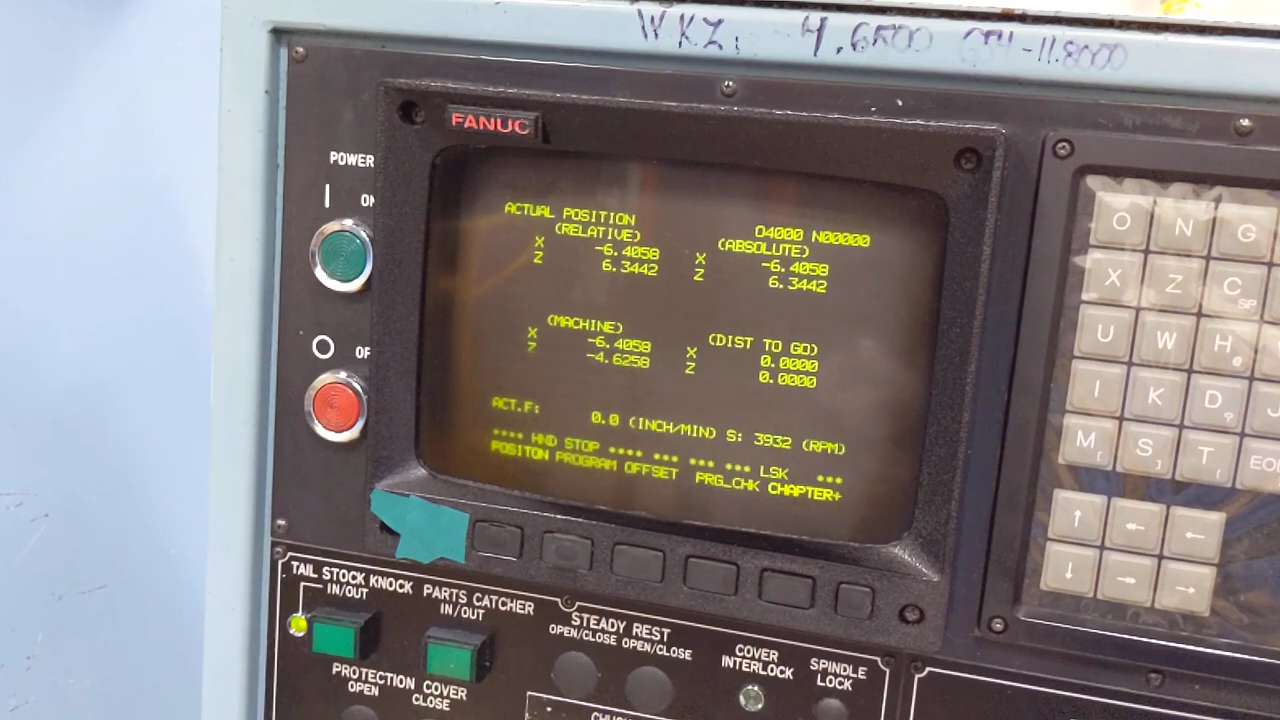 WKZ. -4.6500 G54 -11.8000
FANUC
POWER
ACTUAL POSITION O4000 N00000
(RELATIVE) (ABSOLUTE)
X -6.4058 X -6.4058
Z 6.3442 Z 6.3442
(MACHINE) (DIST TO GO)
X -6.4058 X 0.0000
Z -4.6258 Z 0.0000
ACT.F: 0.0 (INCH/MIN) S: 3932 (RPM)
**** HND STOP **** *** *** *** LSK ***
POSITON PROGRAM OFFSET PRG_CHK CHAPTER+
O N G
X Z C SP
U W H @
I K D ? J
M [ S ] T [ EOB
↑ ← ←
↓ → →
TAIL STOCK KNOCK
IN/OUT
PARTS CATCHER
IN/OUT
STEADY REST
OPEN/CLOSE OPEN/CLOSE
COVER
INTERLOCK
SPINDLE
LOCK
PROTECTION COVER
OPEN CLOSE